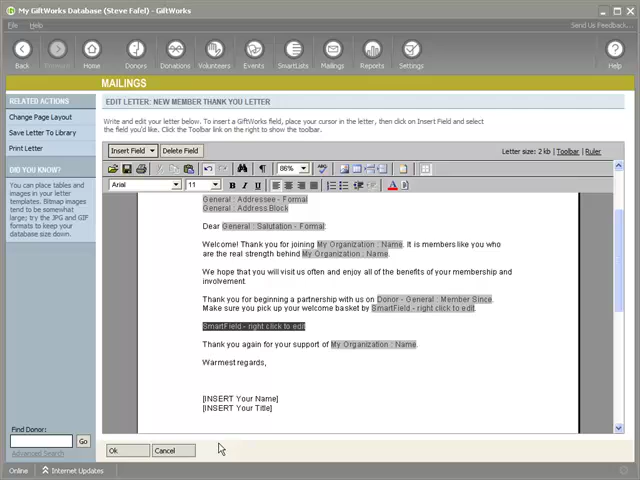 My GiftWorks Database (Steve Fafel) - GiftWorks
File Help
Send Us Feedback...
Back
Home
Donors
Donations
Volunteers
Events
SmartLists
Mailings
Reports
Settings
Help
MAILINGS
RELATED ACTIONS
Change Page Layout
Save Letter To Library
Print Letter
DID YOU KNOW?
You can place tables and
images in your letter
templates. Bitmap images
tend to be somewhat
large; try the JPG and GIF
formats to keep your
database size down.
Find Donor:
Go
Advanced Search
EDIT LETTER: NEW MEMBER THANK YOU LETTER
Write and edit your letter below. To insert a GiftWorks field, place your cursor in the letter, then click on Insert Field and select
the field you'd like. Click the Toolbar link on the right to show the toolbar.
Insert Field
Delete Field
Letter size: 2 kb | Toolbar | Ruler
86%
Arial
11
B I U
A
General : Addressee - Formal
General : Address Block
Dear General : Salutation - Formal:
Welcome! Thank you for joining My Organization : Name. It is members like you who
are the real strength behind My Organization : Name.
We hope that you will visit us often and enjoy all of the benefits of your membership and
involvement.
Thank you for beginning a partnership with us on Donor - General : Member Since.
Make sure you pick up your welcome basket by SmartField - right click to edit.
SmartField - right click to edit
Thank you again for your support of My Organization : Name.
Warmest regards,
[INSERT Your Name]
[INSERT Your Title]
Ok
Cancel
Online
Internet Updates